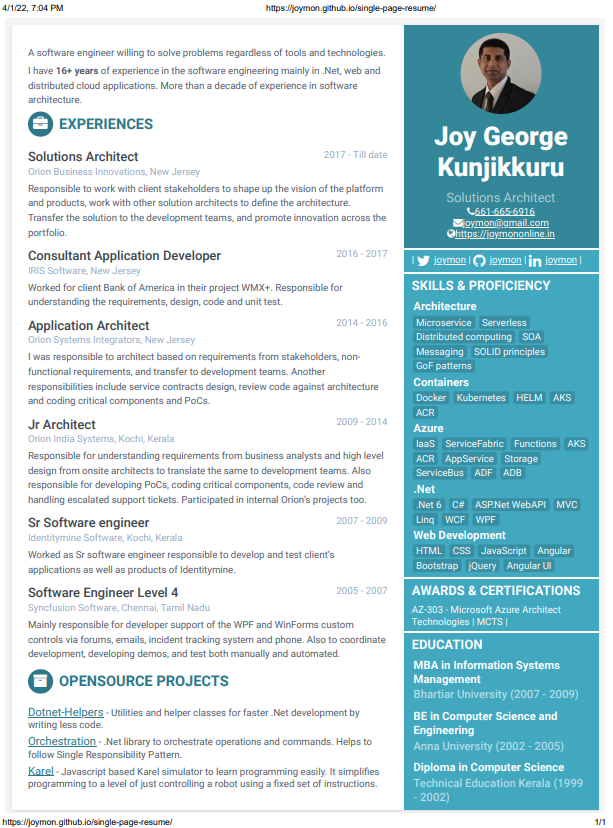 4/1/22, 7:04 PM
https://joymon.github.io/single-page-resume/
A software engineer willing to solve problems regardless of tools and technologies.
I have 16+ years of experience in the software engineering mainly in .Net, web and
distributed cloud applications. More than a decade of experience in software
architecture.
EXPERIENCES
Solutions Architect
2017 - Till date
Orion Business Innovations, New Jersey
Responsible to work with client stakeholders to shape up the vision of the platform
and products, work with other solution architects to define the architecture.
Transfer the solution to the development teams, and promote innovation across the
portfolio.
Consultant Application Developer
2016 - 2017
IRIS Software, New Jersey
Worked for client Bank of America in their project WMX+. Responsible for
understanding the requirements, design, code and unit test.
Application Architect
2014 - 2016
Orion Systems Integrators, New Jersey
I was responsible to architect based on requirements from stakeholders, non-
functional requirements, and transfer to development teams. Another
responsibilities include service contracts design, review code against architecture
and coding critical components and PoCs.
Jr Architect
2009 - 2014
Orion India Systems, Kochi, Kerala
Responsible for understanding requirements from business analysts and high level
design from onsite architects to translate the same to development teams. Also
responsible for developing PoCs, coding critical components, code review and
handling escalated support tickets. Participated in internal Orion's projects too.
Sr Software engineer
2007 - 2009
Identitymine Software, Kochi, Kerala
Worked as Sr software engineer responsible to develop and test client's
applications as well as products of Identitymine.
Software Engineer Level 4
2005 - 2007
Syncfusion Software, Chennai, Tamil Nadu
Mainly responsible for developer support of the WPF and WinForms custom
controls via forums, emails, incident tracking system and phone. Also to coordinate
development, developing demos, and test both manually and automated.
OPENSOURCE PROJECTS
Dotnet-Helpers - Utilities and helper classes for faster .Net development by
writing less code.
Orchestration - .Net library to orchestrate operations and commands. Helps to
follow Single Responsibility Pattern.
Karel - Javascript based Karel simulator to learn programming easily. It simplifies
programming to a level of just controlling a robot using a fixed set of instructions.
Joy George
Kunjikkuru
Solutions Architect
661-665-6916
joymon@gmail.com
https://joymononline.in
| joymon | joymon | joymon |
SKILLS & PROFICIENCY
Architecture
Microservice Serverless
Distributed computing SOA
Messaging SOLID principles
GoF patterns
Containers
Docker Kubernetes HELM AKS
ACR
Azure
IaaS ServiceFabric Functions AKS
ACR AppService Storage
ServiceBus ADF ADB
.Net
.Net 6 C# ASP.Net WebAPI MVC
Linq WCF WPF
Web Development
HTML CSS JavaScript Angular
Bootstrap jQuery Angular UI
AWARDS & CERTIFICATIONS
AZ-303 - Microsoft Azure Architect
Technologies | MCTS |
EDUCATION
MBA in Information Systems
Management
Bhartiar University (2007 - 2009)
BE in Computer Science and
Engineering
Anna University (2002 - 2005)
Diploma in Computer Science
Technical Education Kerala (1999
- 2002)
https://joymon.github.io/single-page-resume/
1/1